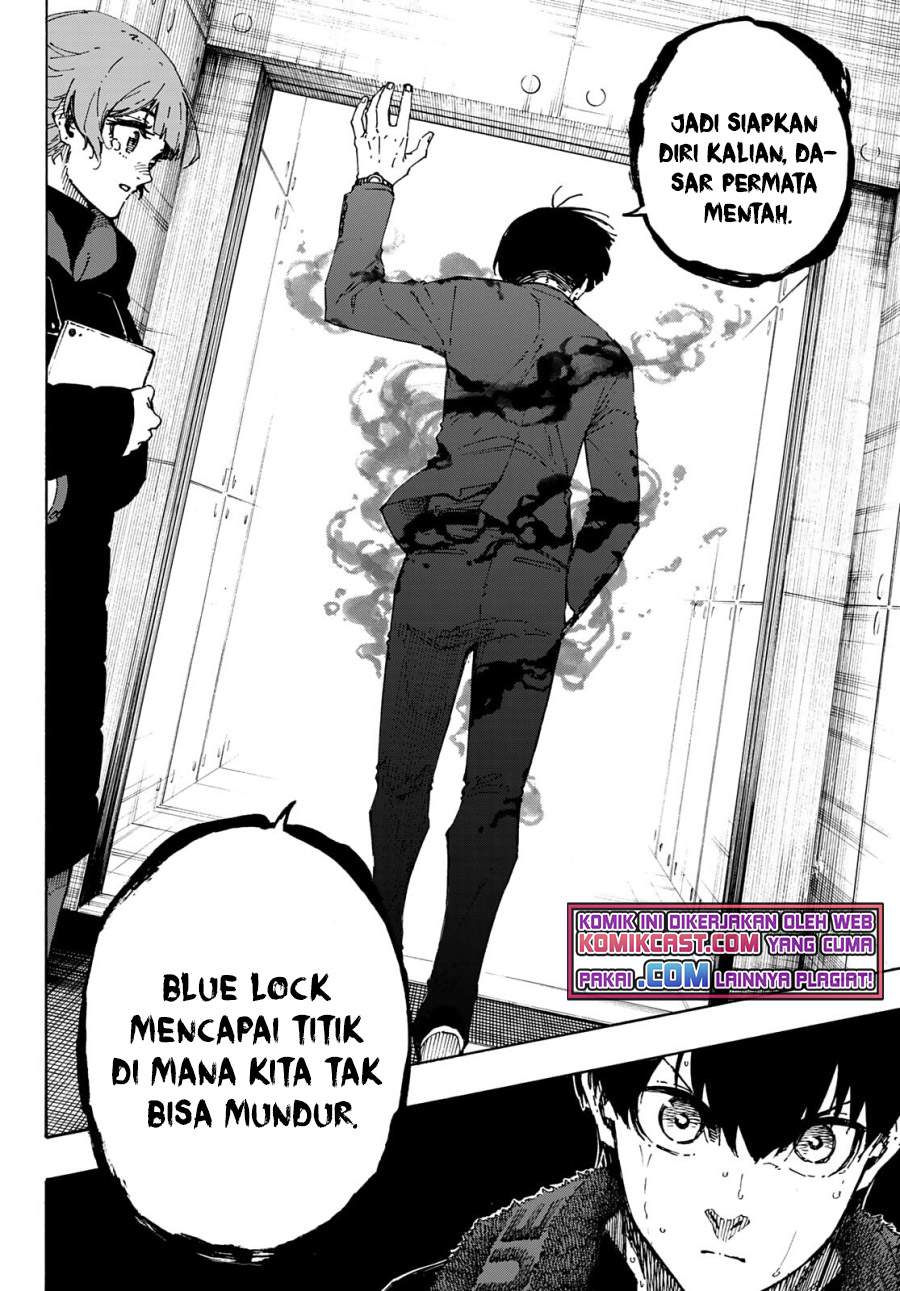 JADI SIAPKAN
DIRI KALIAN, DA-
SAR PERMATA
MENTAH.
KOMIK INI DIKERJAKAN OLEH WEB
KOMIKCAST.COM YANG CUMA
PAKAI .COM LAINNYA PLAGIAT!
BLUE LOCK
MENCAPAI TITIK
DI MANA KITA TAK
BISA MUNDUR.